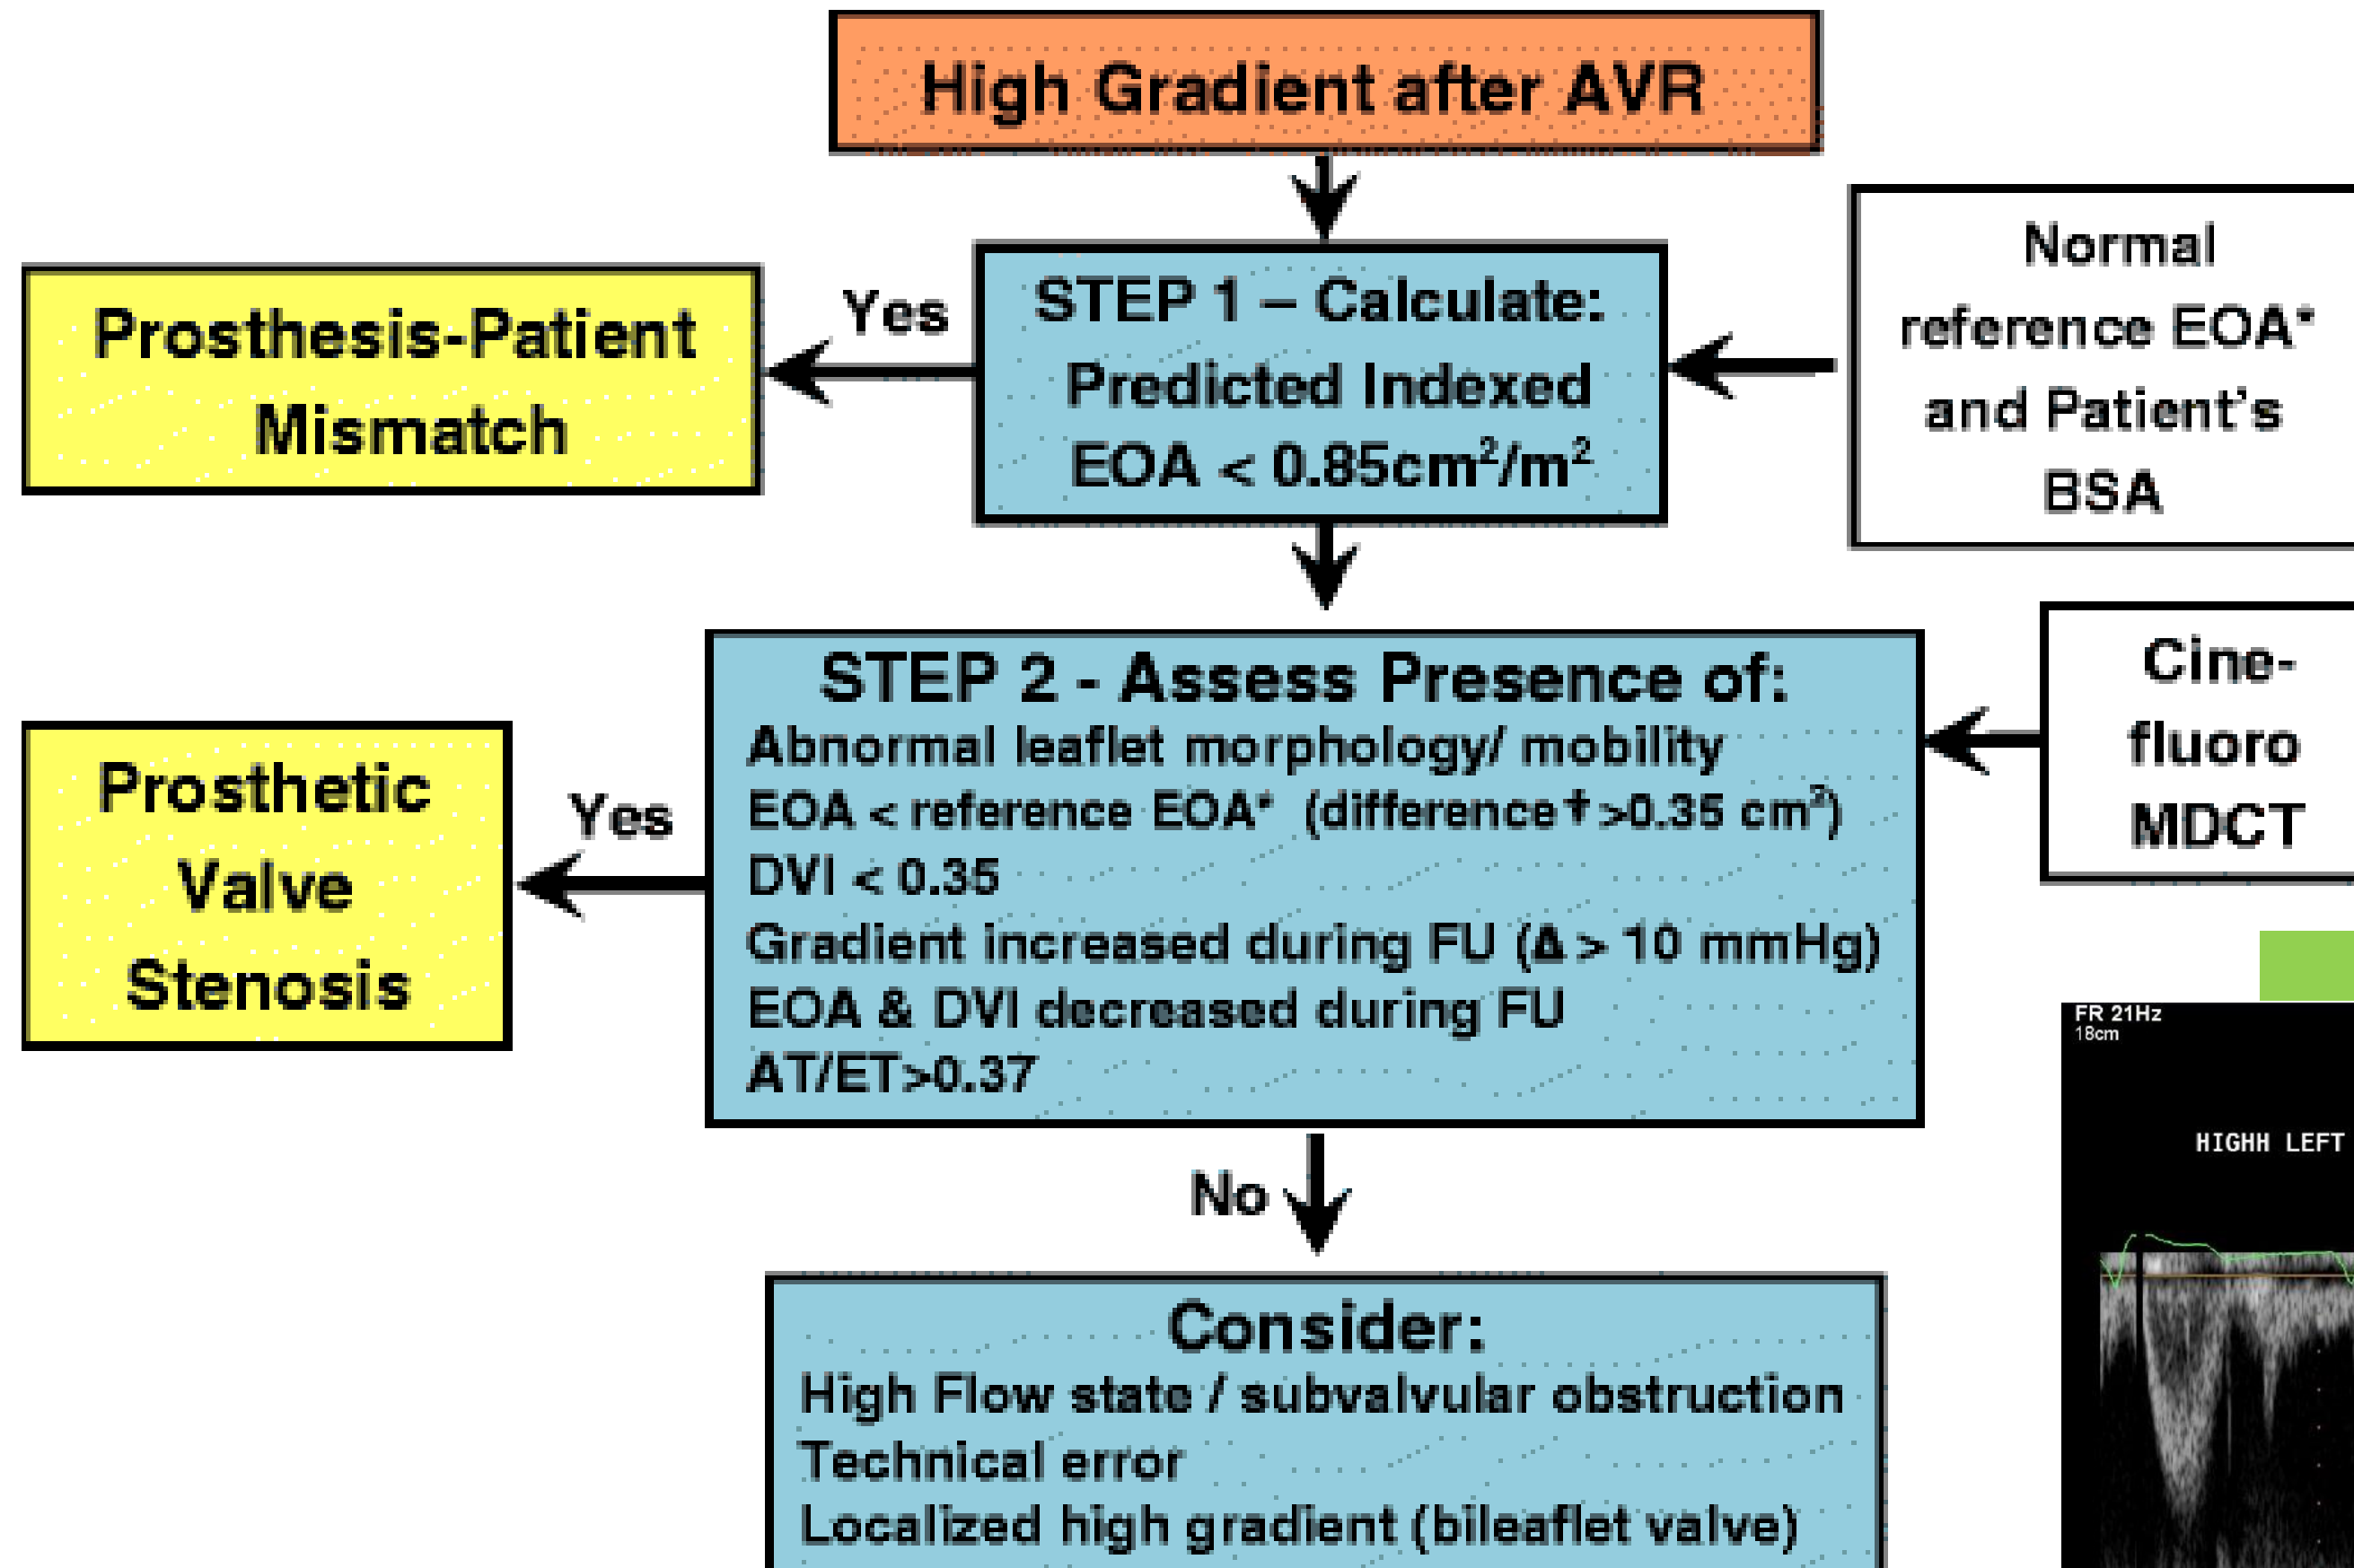 High Gradient after AVR
Normal
reference EOA*
and Patient's
BSA
Yes
STEP 1 – Calculate:
Predicted Indexed
EOA < 0.85cm²/m²
Prosthesis-Patient
Mismatch
STEP 2 - Assess Presence of:
Abnormal leaflet morphology/ mobility
EOA < reference EOA* (difference†>0.35 cm²)
DVI < 0.35
Gradient increased during FU (Δ > 10 mmHg)
EOA & DVI decreased during FU
AT/ET>0.37
Cine-
fluoro
MDCT
Yes
Prosthetic
Valve
Stenosis
FR 21Hz
18cm
HIGHH LEFT
No
Consider:
High Flow state / subvalvular obstruction
Technical error
Localized high gradient (bileaflet valve)